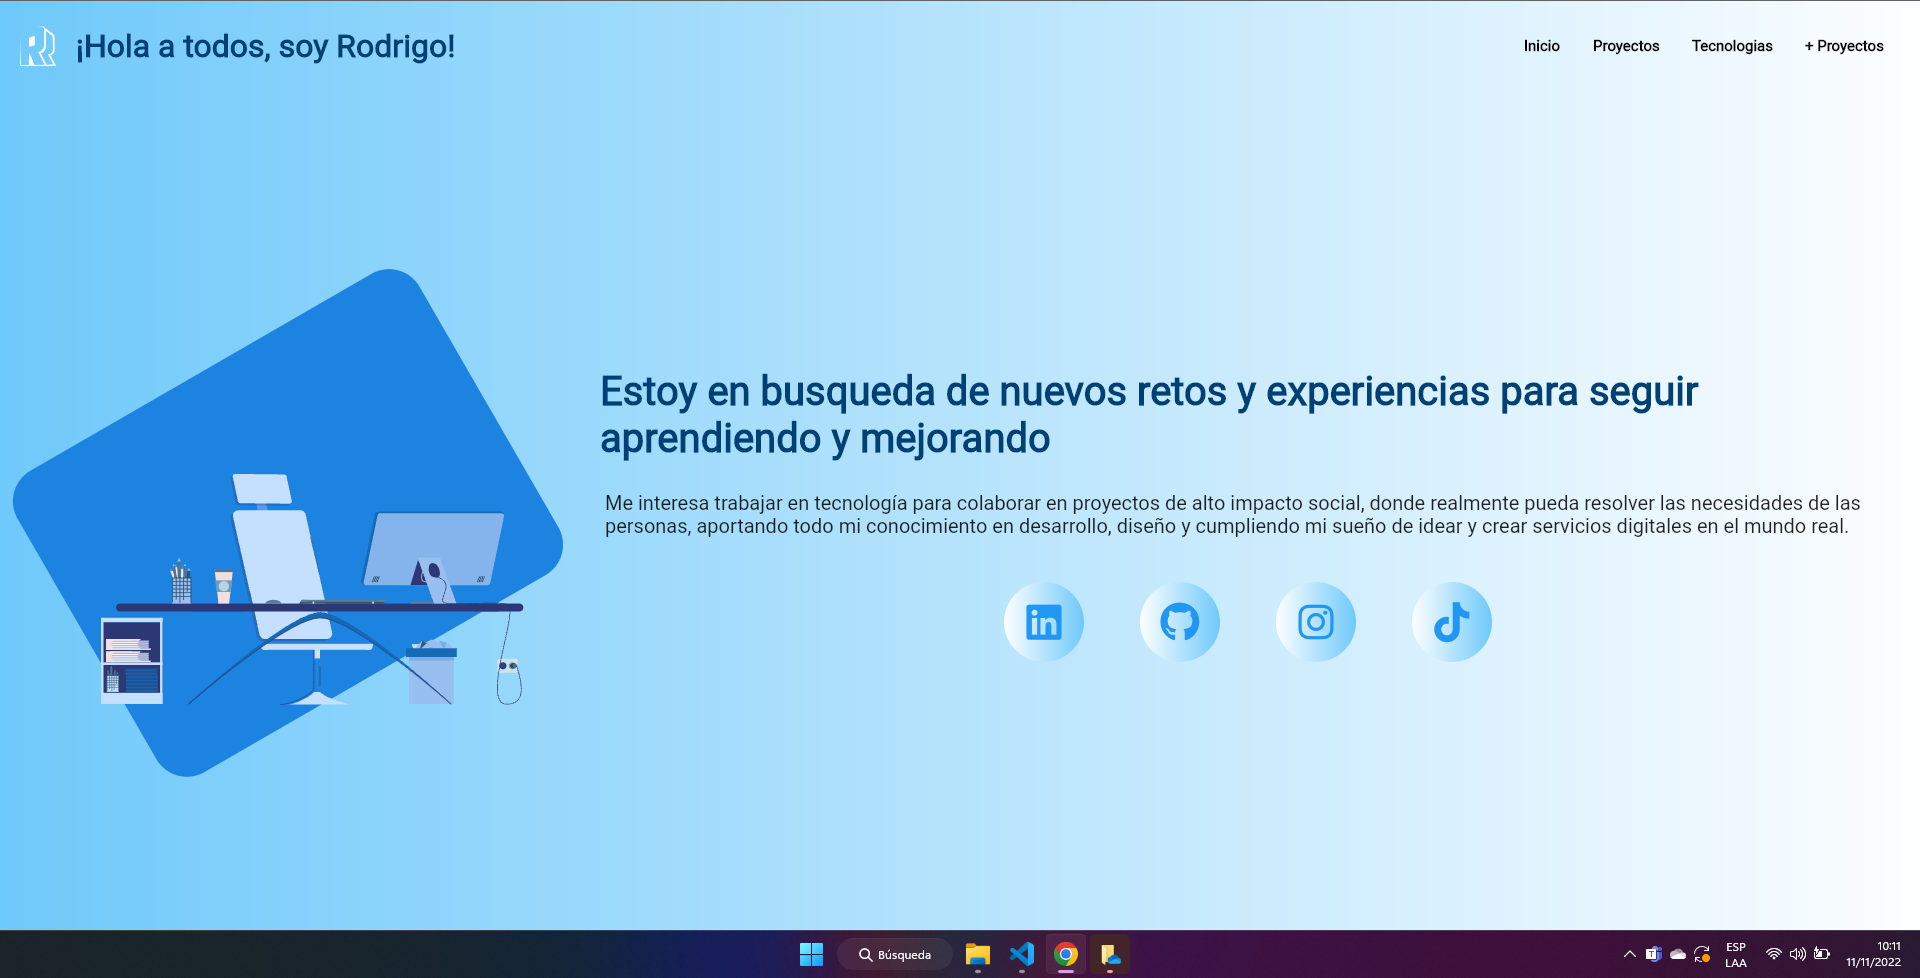 ¡Hola a todos, soy Rodrigo!
Inicio Proyectos Tecnologias + Proyectos
Estoy en busqueda de nuevos retos y experiencias para seguir
aprendiendo y mejorando
Me interesa trabajar en tecnología para colaborar en proyectos de alto impacto social, donde realmente pueda resolver las necesidades de las
personas, aportando todo mi conocimiento en desarrollo, diseño y cumpliendo mi sueño de idear y crear servicios digitales en el mundo real.
Búsqueda
ESP
LAA
10:11
11/11/2022